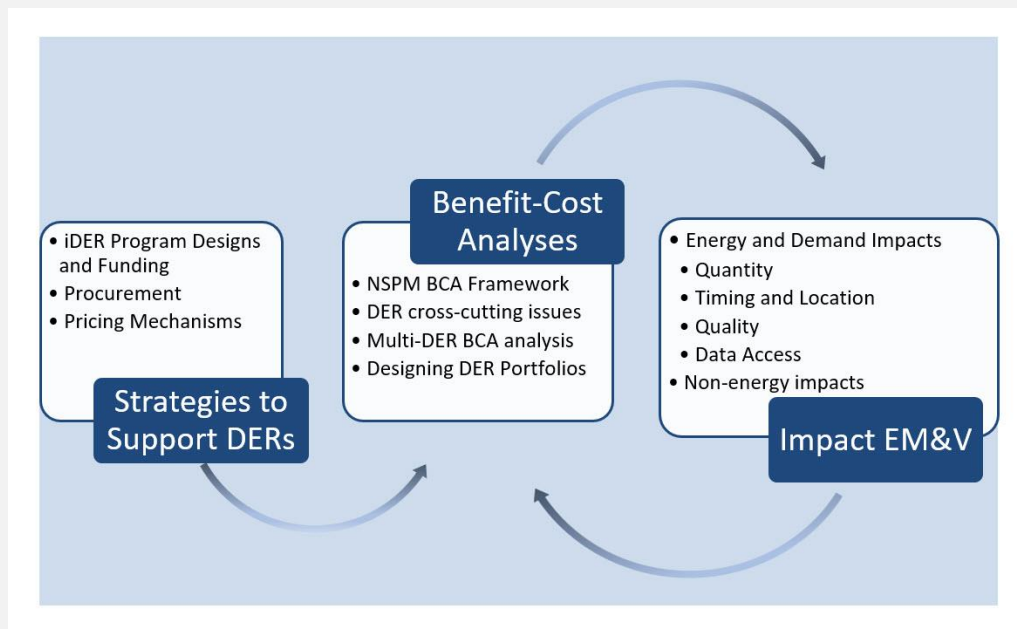 • iDER Program Designs
and Funding
• Procurement
• Pricing Mechanisms
Strategies to
Support DERs
Benefit-Cost
Analyses
• NSPM BCA Framework
• DER cross-cutting issues
• Multi-DER BCA analysis
• Designing DER Portfolios
• Energy and Demand Impacts
• Quantity
• Timing and Location
• Quality
• Data Access
• Non-energy impacts
Impact EM&V